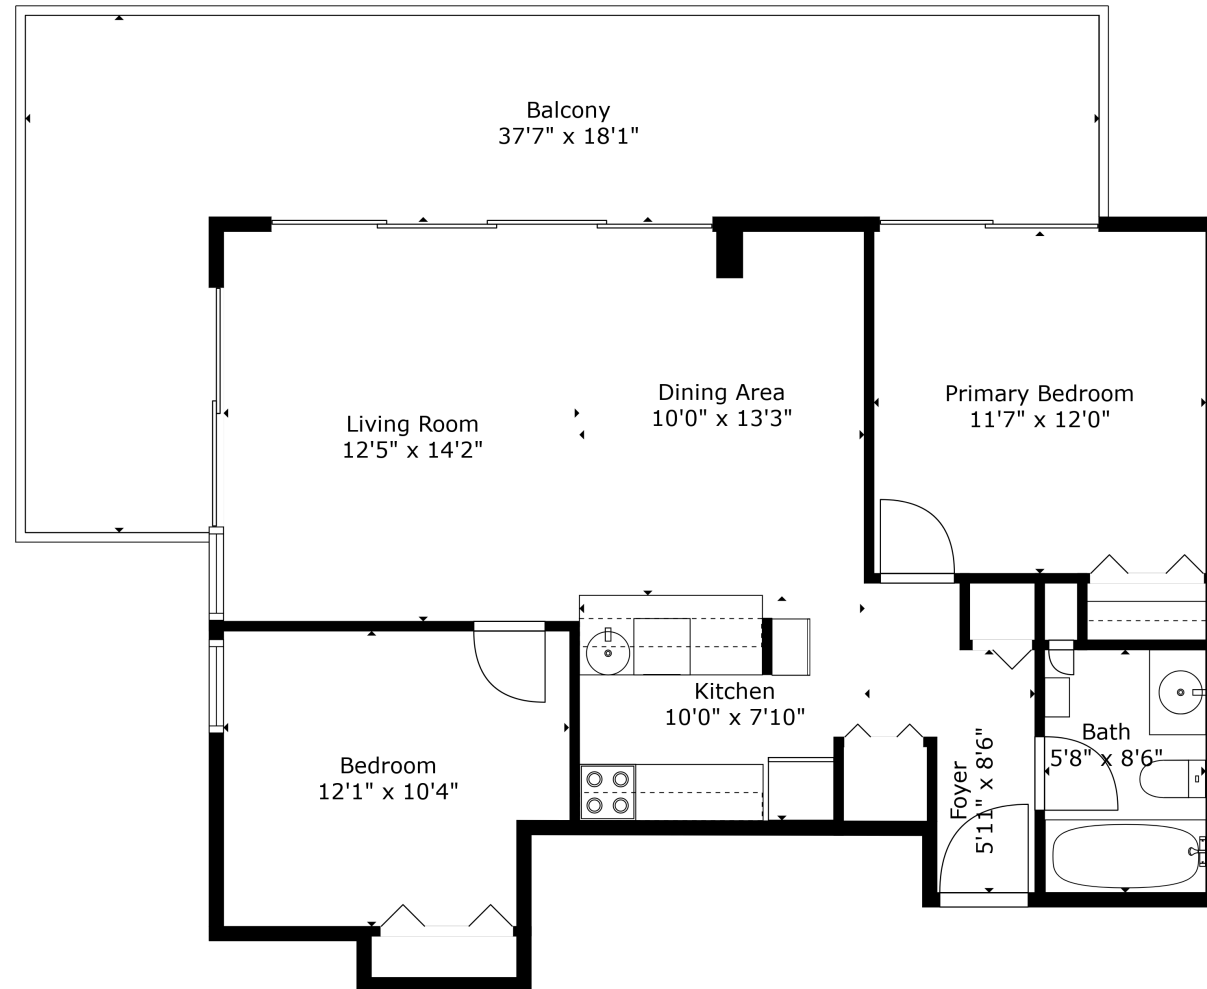 Balcony
37'7" x 18'1"
Living Room
12'5" x 14'2"
Dining Area
10'0" x 13'3"
Primary Bedroom
11'7" x 12'0"
Kitchen
10'0" x 7'10"
Bedroom
12'1" x 10'4"
Foyer
5'11" x 8'6"
Bath
5'8" x 8'6"